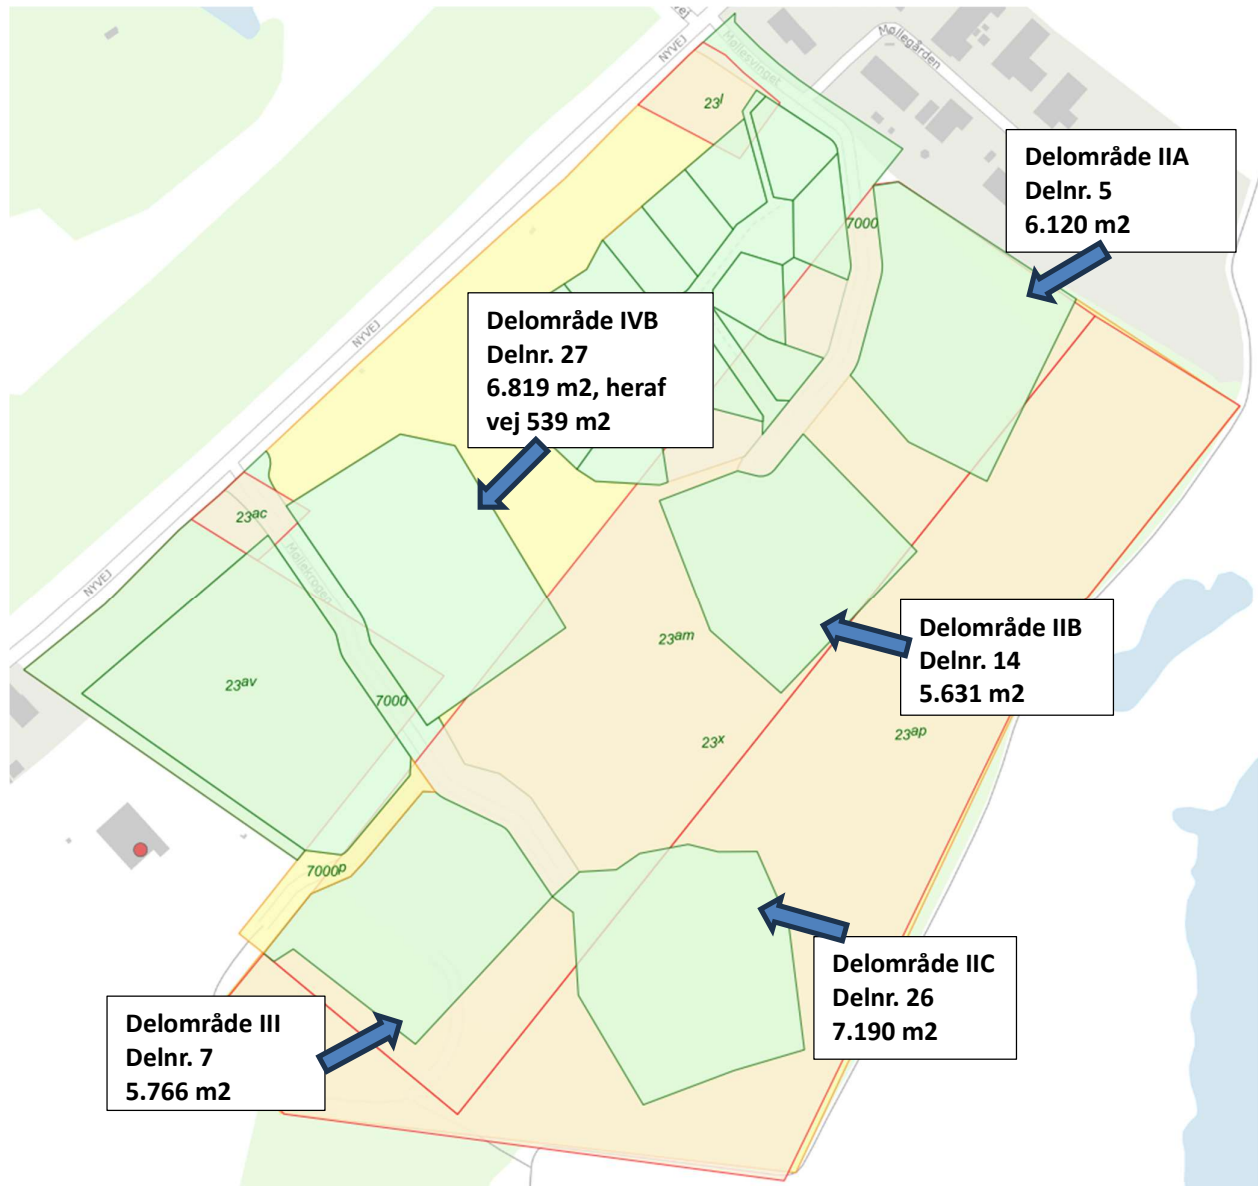 NYVEJ
Møllesvinget
Møllegården
23l
Delområde IIA
Delnr. 5
6.120 m2
7000
Delområde IVB
Delnr. 27
6.819 m2, heraf
vej 539 m2
NYVEJ
23ac
Møllekrogen
NYVEJ
Delområde IIB
Delnr. 14
5.631 m2
23am
23av
7000
23x
23ap
7000p
Delområde IIC
Delnr. 26
7.190 m2
Delområde III
Delnr. 7
5.766 m2